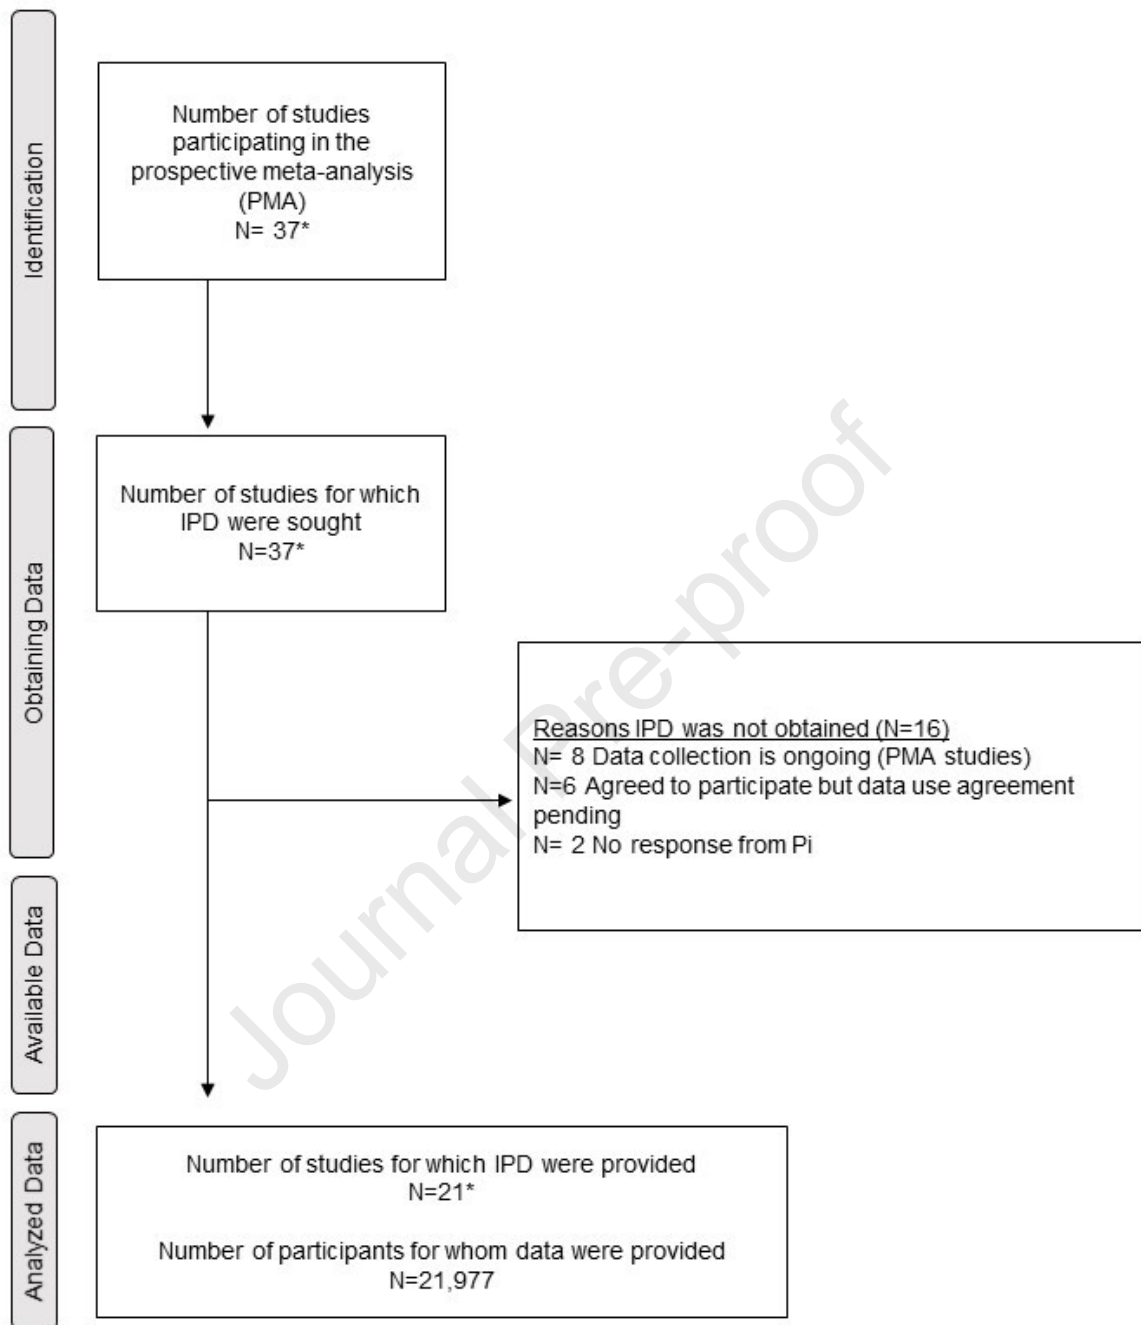 Identification
Number of studies
participating in the
prospective meta-analysis
(PMA)
N= 37*
Obtaining Data
Number of studies for which
IPD were sought
N=37*
Reasons IPD was not obtained (N=16)
N= 8 Data collection is ongoing (PMA studies)
N=6 Agreed to participate but data use agreement
pending
N= 2 No response from Pi
Available Data
Analyzed Data
Number of studies for which IPD were provided
N=21*
Number of participants for whom data were provided
N=21,977
Journal Pre-proof